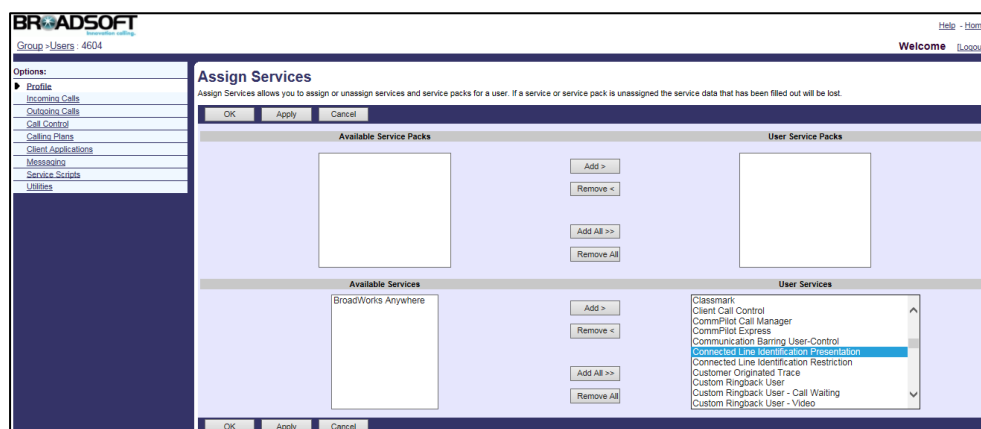 BROADSOFT
innovation calling.
Help - Hom
Group >Users : 4604
Welcome [Logou
Options:
Profile
Incoming Calls
Outgoing Calls
Call Control
Calling Plans
Client Applications
Messaging
Service Scripts
Utilities
Assign Services
Assign Services allows you to assign or unassign services and service packs for a user. If a service or service pack is unassigned the service data that has been filled out will be lost.
OK Apply Cancel
Available Service Packs User Service Packs
Add >
Remove <
Add All >>
Remove All
Available Services User Services
BroadWorks Anywhere
Add >
Remove <
Add All >>
Remove All
Classmark
Client Call Control
CommPilot Call Manager
CommPilot Express
Communication Barring User-Control
Connected Line Identification Presentation
Connected Line Identification Restriction
Customer Originated Trace
Custom Ringback User
Custom Ringback User - Call Waiting
Custom Ringback User - Video
OK Apply Cancel